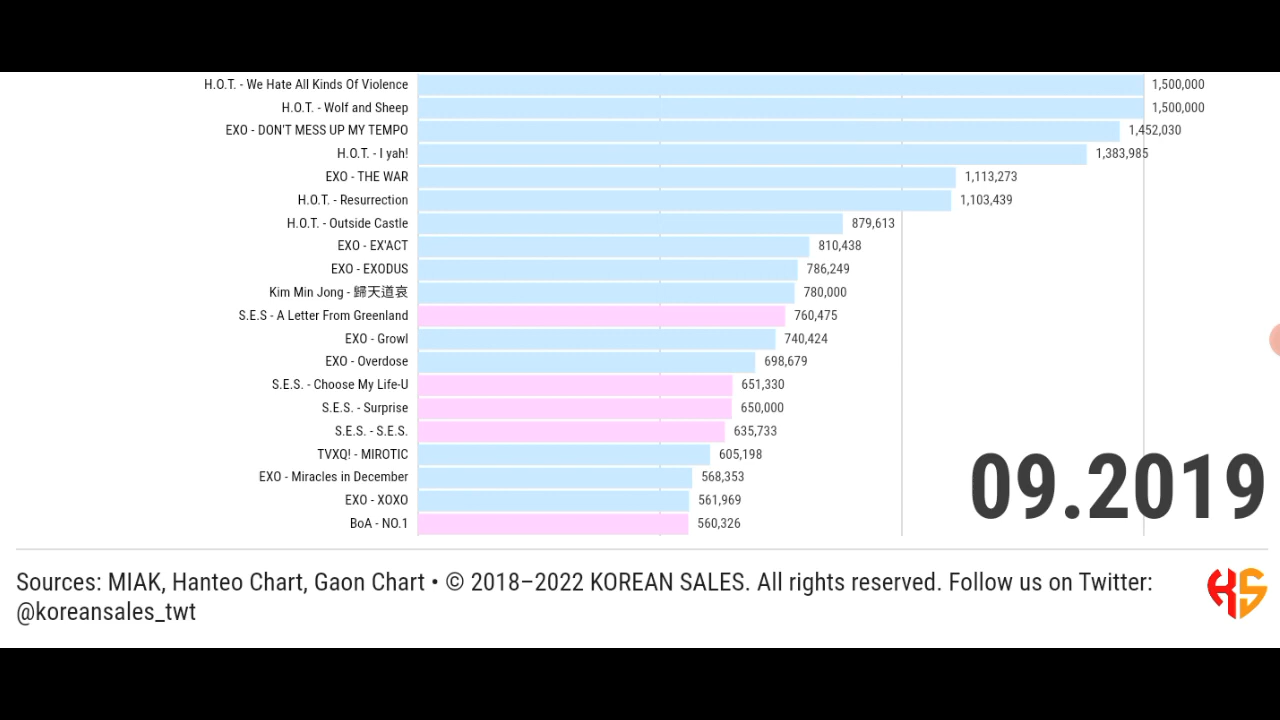 H.O.T. - We Hate All Kinds Of Violence 1,500,000
H.O.T. - Wolf and Sheep 1,500,000
EXO - DON'T MESS UP MY TEMPO 1,452,030
H.O.T. - I yah! 1,383,985
EXO - THE WAR 1,113,273
H.O.T. - Resurrection 1,103,439
H.O.T. - Outside Castle 879,613
EXO - EX'ACT 810,438
EXO - EXODUS 786,249
Kim Min Jong - 歸天道哀 780,000
S.E.S - A Letter From Greenland 760,475
EXO - Growl 740,424
EXO - Overdose 698,679
S.E.S. - Choose My Life-U 651,330
S.E.S. - Surprise 650,000
S.E.S. - S.E.S. 635,733
TVXQ! - MIROTIC 605,198
EXO - Miracles in December 568,353
EXO - XOXO 561,969
BoA - NO.1 560,326
09.2019
Sources: MIAK, Hanteo Chart, Gaon Chart • © 2018–2022 KOREAN SALES. All rights reserved. Follow us on Twitter:
@koreansales_twt
KS